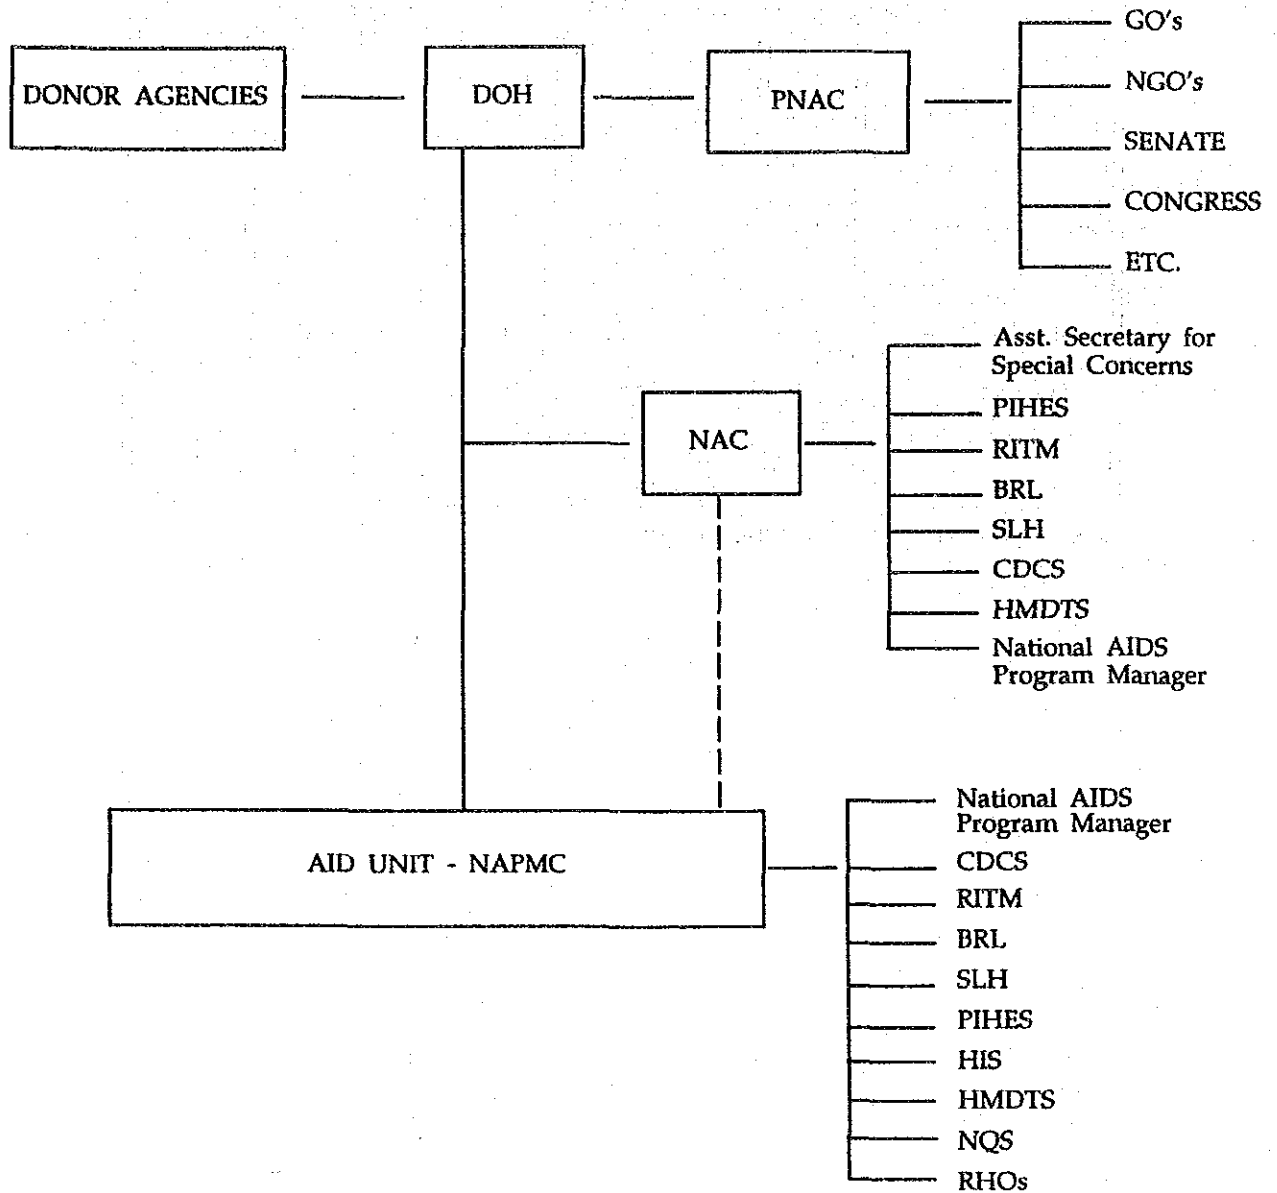 DONOR AGENCIES
DOH
PNAC
GO's
NGO's
SENATE
CONGRESS
ETC.
NAC
Asst. Secretary for
Special Concerns
PIHES
RITM
BRL
SLH
CDCS
HMDTS
National AIDS
Program Manager
AID UNIT - NAPMC
National AIDS
Program Manager
CDCS
RITM
BRL
SLH
PIHES
HIS
HMDTS
NQS
RHOs